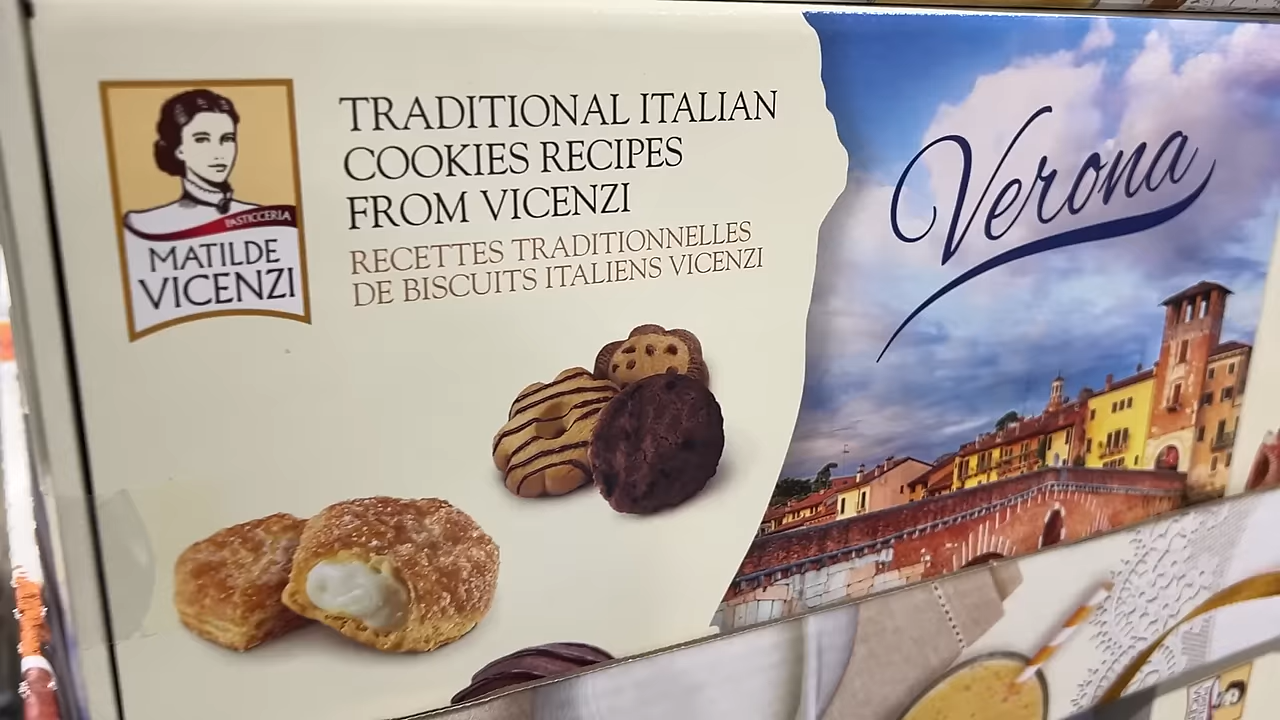 PASTICCERIA
MATILDE
VICENZI
TRADITIONAL ITALIAN
COOKIES RECIPES
FROM VICENZI
RECETTES TRADITIONNELLES
DE BISCUITS ITALIENS VICENZI
Verona